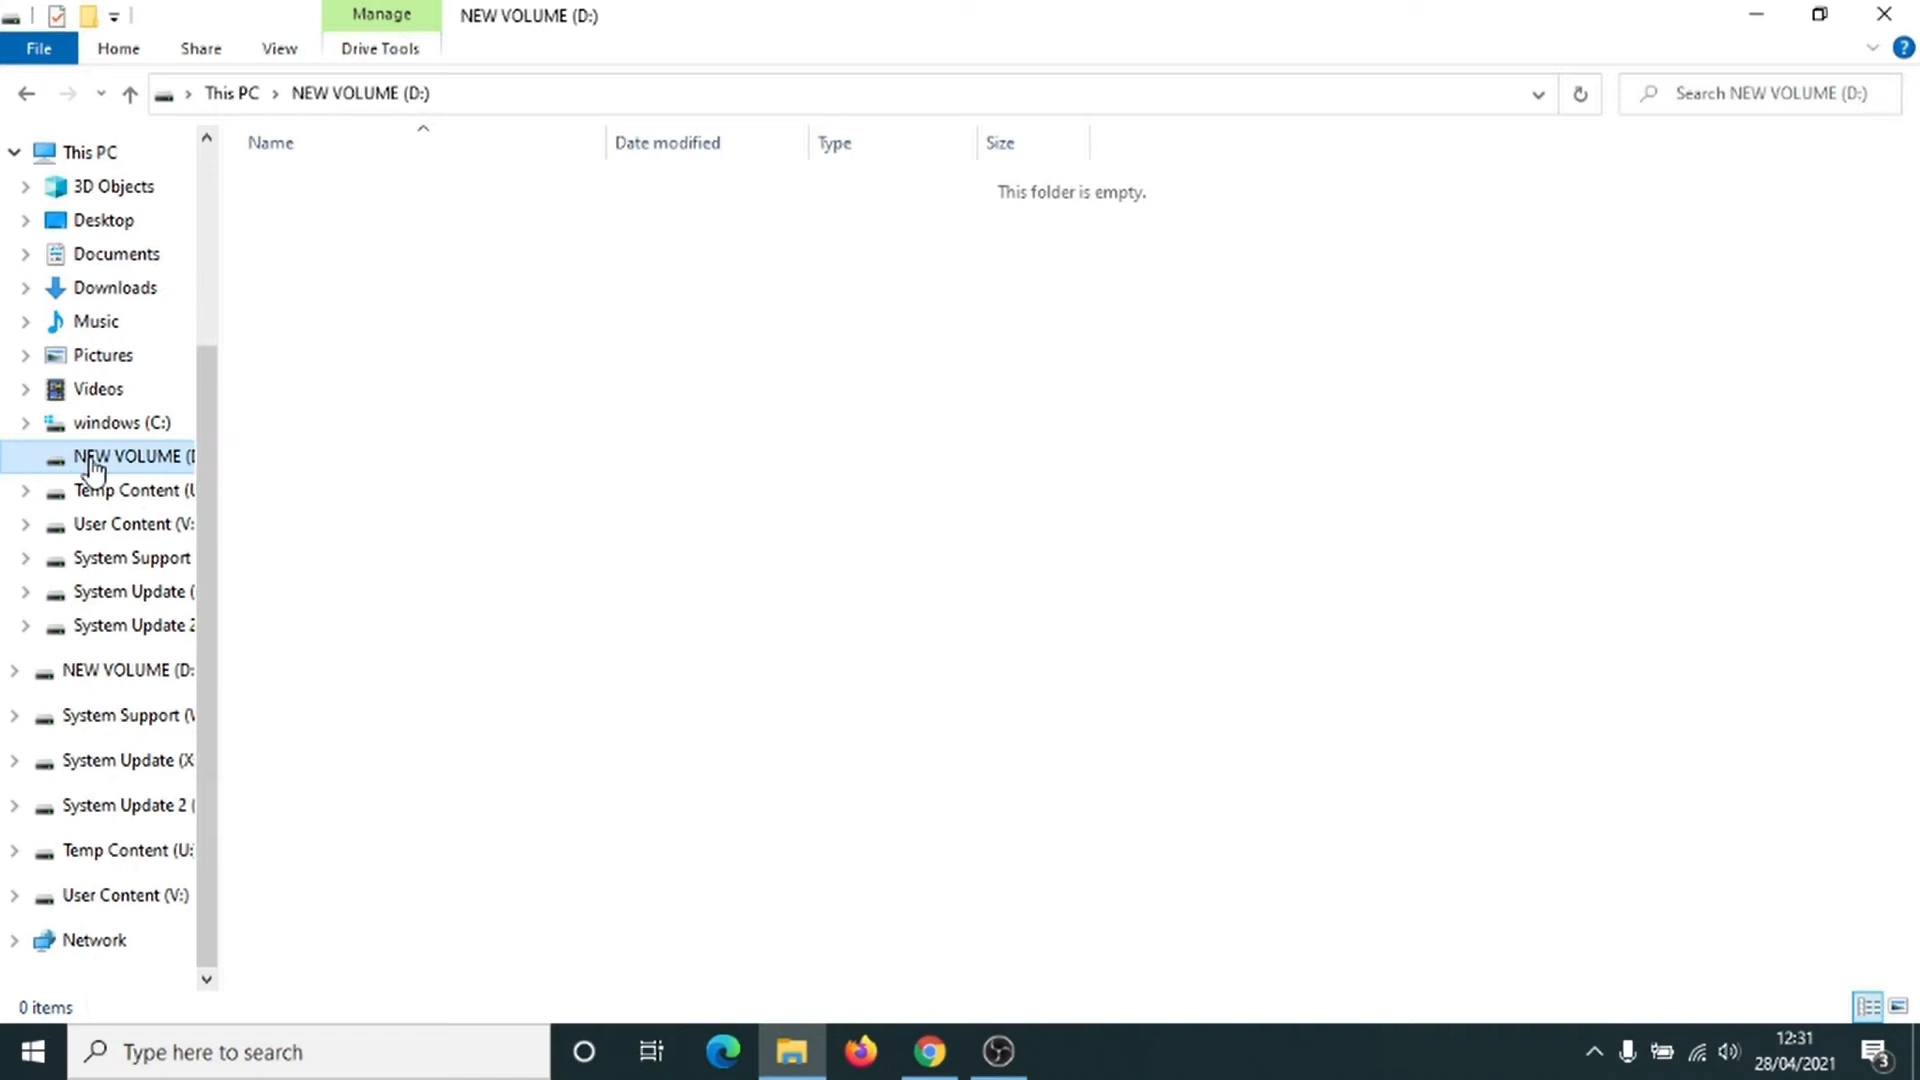 Manage
NEW VOLUME (D:)
File
Home
Share
View
Drive Tools
This PC
NEW VOLUME (D:)
Search NEW VOLUME (D:)
Name
Date modified
Type
Size
This folder is empty.
This PC
3D Objects
Desktop
Documents
Downloads
Music
Pictures
Videos
windows (C:)
NEW VOLUME (
Temp Content (
User Content (V:
System Support
System Update (
System Update 2
NEW VOLUME (D:
System Support (
System Update (X
System Update 2 (
Temp Content (U:
User Content (V:)
Network
0 items
Type here to search
12:31
28/04/2021
3